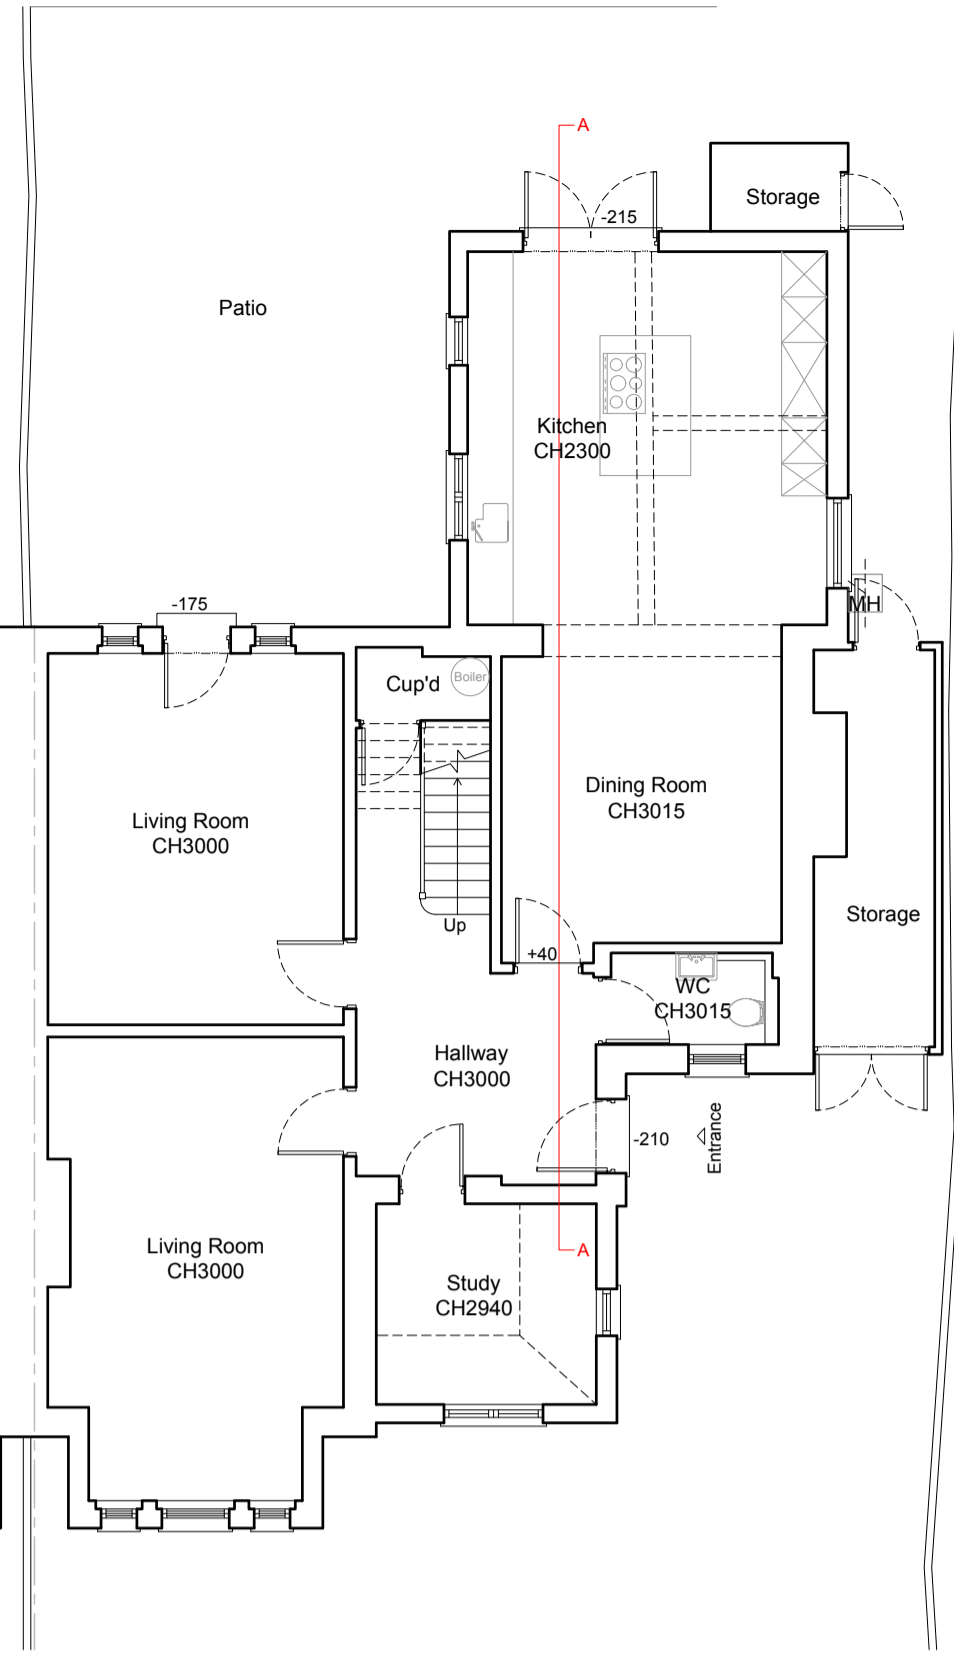 A
Storage
-215
Patio
Kitchen
CH2300
-175
MH
Cup'd
Boiler
Dining Room
CH3015
Living Room
CH3000
Storage
Up
+40
WC
CH3015
Hallway
CH3000
-210
Entrance
Living Room
CH3000
A
Study
CH2940